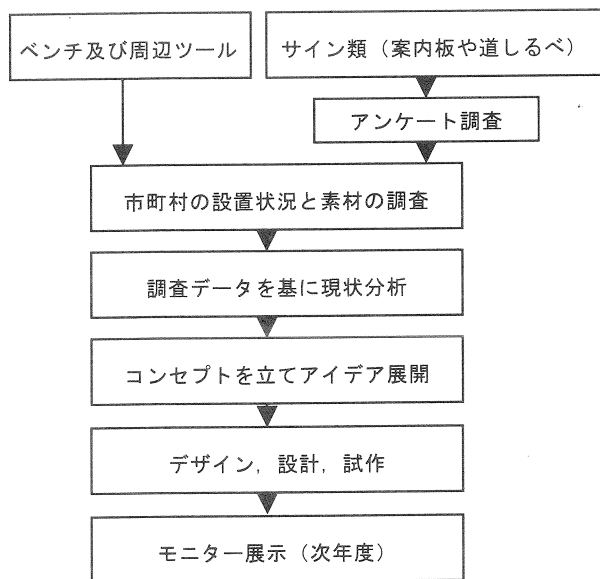 ベンチ及び周辺ツール
サイン類（案内板や道しるべ）
アンケート調査
市町村の設置状況と素材の調査
調査データを基に現状分析
コンセプトを立てアイデア展開
デザイン，設計，試作
モニター展示（次年度）